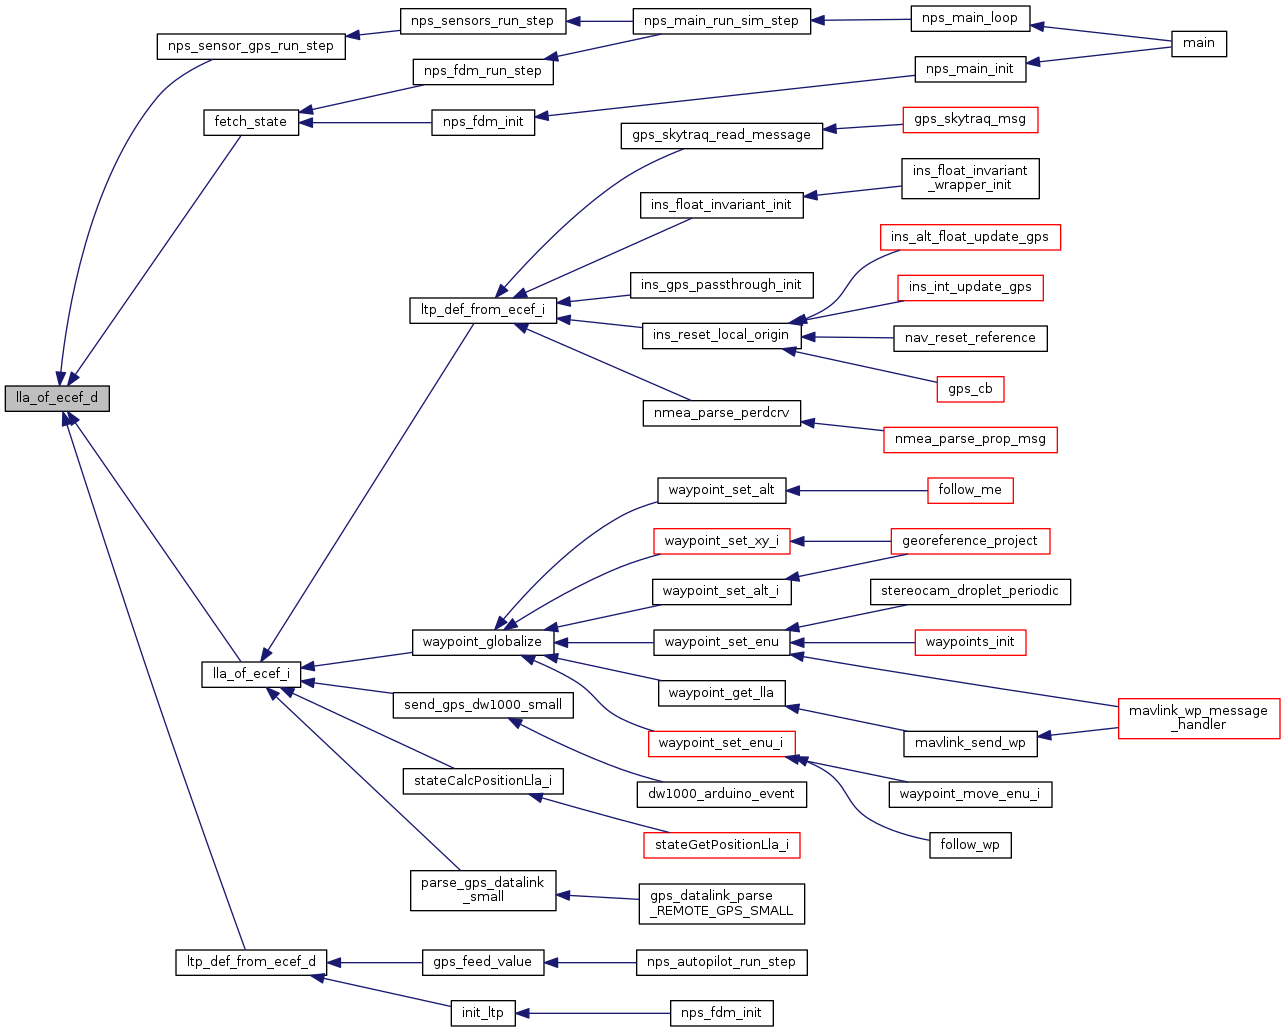 nps_sensors_run_step
nps_main_run_sim_step
nps_main_loop
nps_sensor_gps_run_step
main
nps_fdm_run_step
nps_main_init
fetch_state
nps_fdm_init
gps_skytraq_read_message
gps_skytraq_msg
ins_float_invariant
_wrapper_init
ins_float_invariant_init
ins_alt_float_update_gps
ins_gps_passthrough_init
ins_int_update_gps
ltp_def_from_ecef_i
ins_reset_local_origin
nav_reset_reference
gps_cb
lla_of_ecef_d
nmea_parse_perdcrv
nmea_parse_prop_msg
waypoint_set_alt
follow_me
waypoint_set_xy_i
georeference_project
waypoint_set_alt_i
stereocam_droplet_periodic
waypoint_globalize
waypoint_set_enu
waypoints_init
lla_of_ecef_i
waypoint_get_lla
send_gps_dw1000_small
mavlink_wp_message
_handler
waypoint_set_enu_i
mavlink_send_wp
stateCalcPositionLla_i
dw1000_arduino_event
waypoint_move_enu_i
stateGetPositionLla_i
follow_wp
parse_gps_datalink
_small
gps_datalink_parse
_REMOTE_GPS_SMALL
ltp_def_from_ecef_d
gps_feed_value
nps_autopilot_run_step
init_ltp
nps_fdm_init